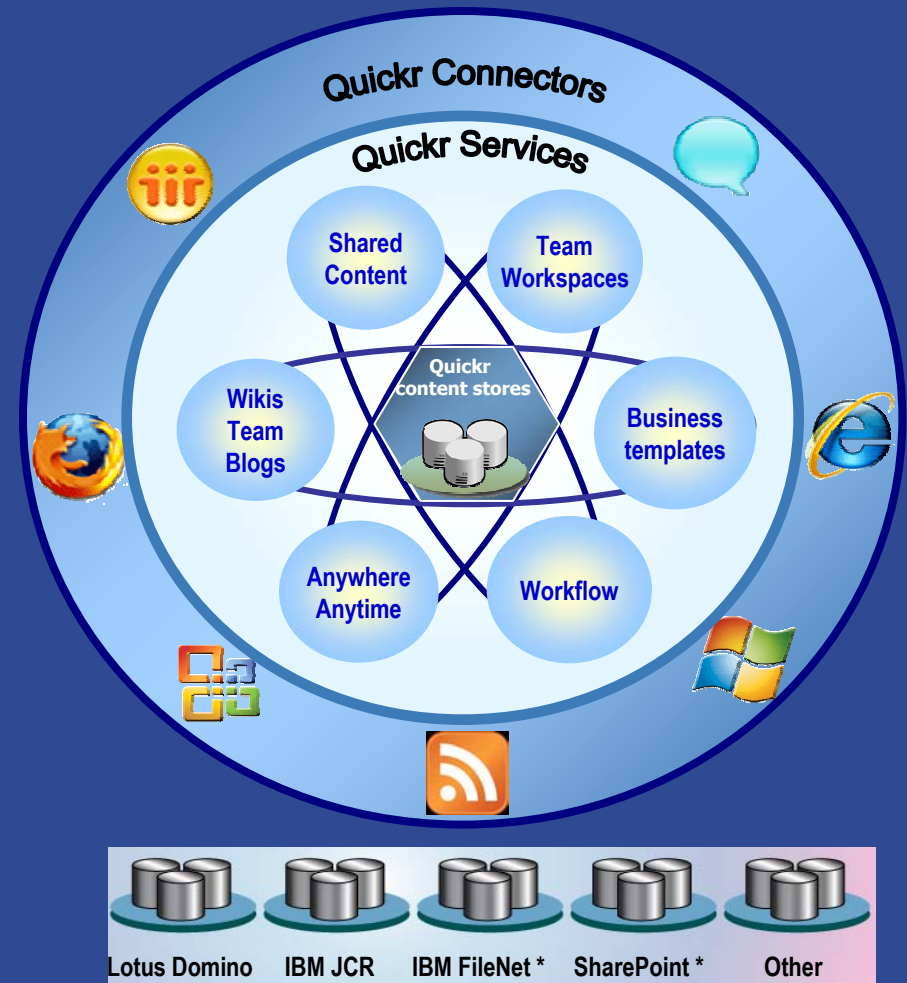 Quickr Connectors
Quickr Services
Shared
Content
Team
Workspaces
Quickr
content stores
Wikis
Team
Blogs
Business
templates
Anywhere
Anytime
Workflow
Lotus Domino
IBM JCR
IBM FileNet *
SharePoint *
Other